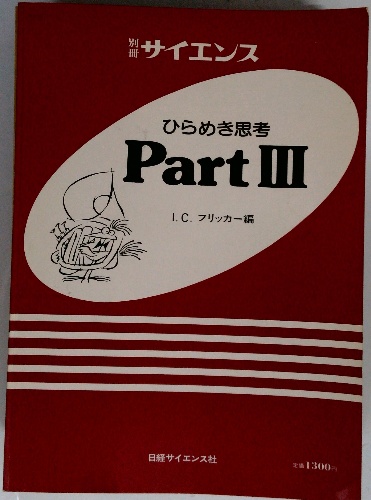 別冊 サイエンス
ひらめき思考
Part III
I.C. フリッカー編
日経サイエンス社
定価1300円